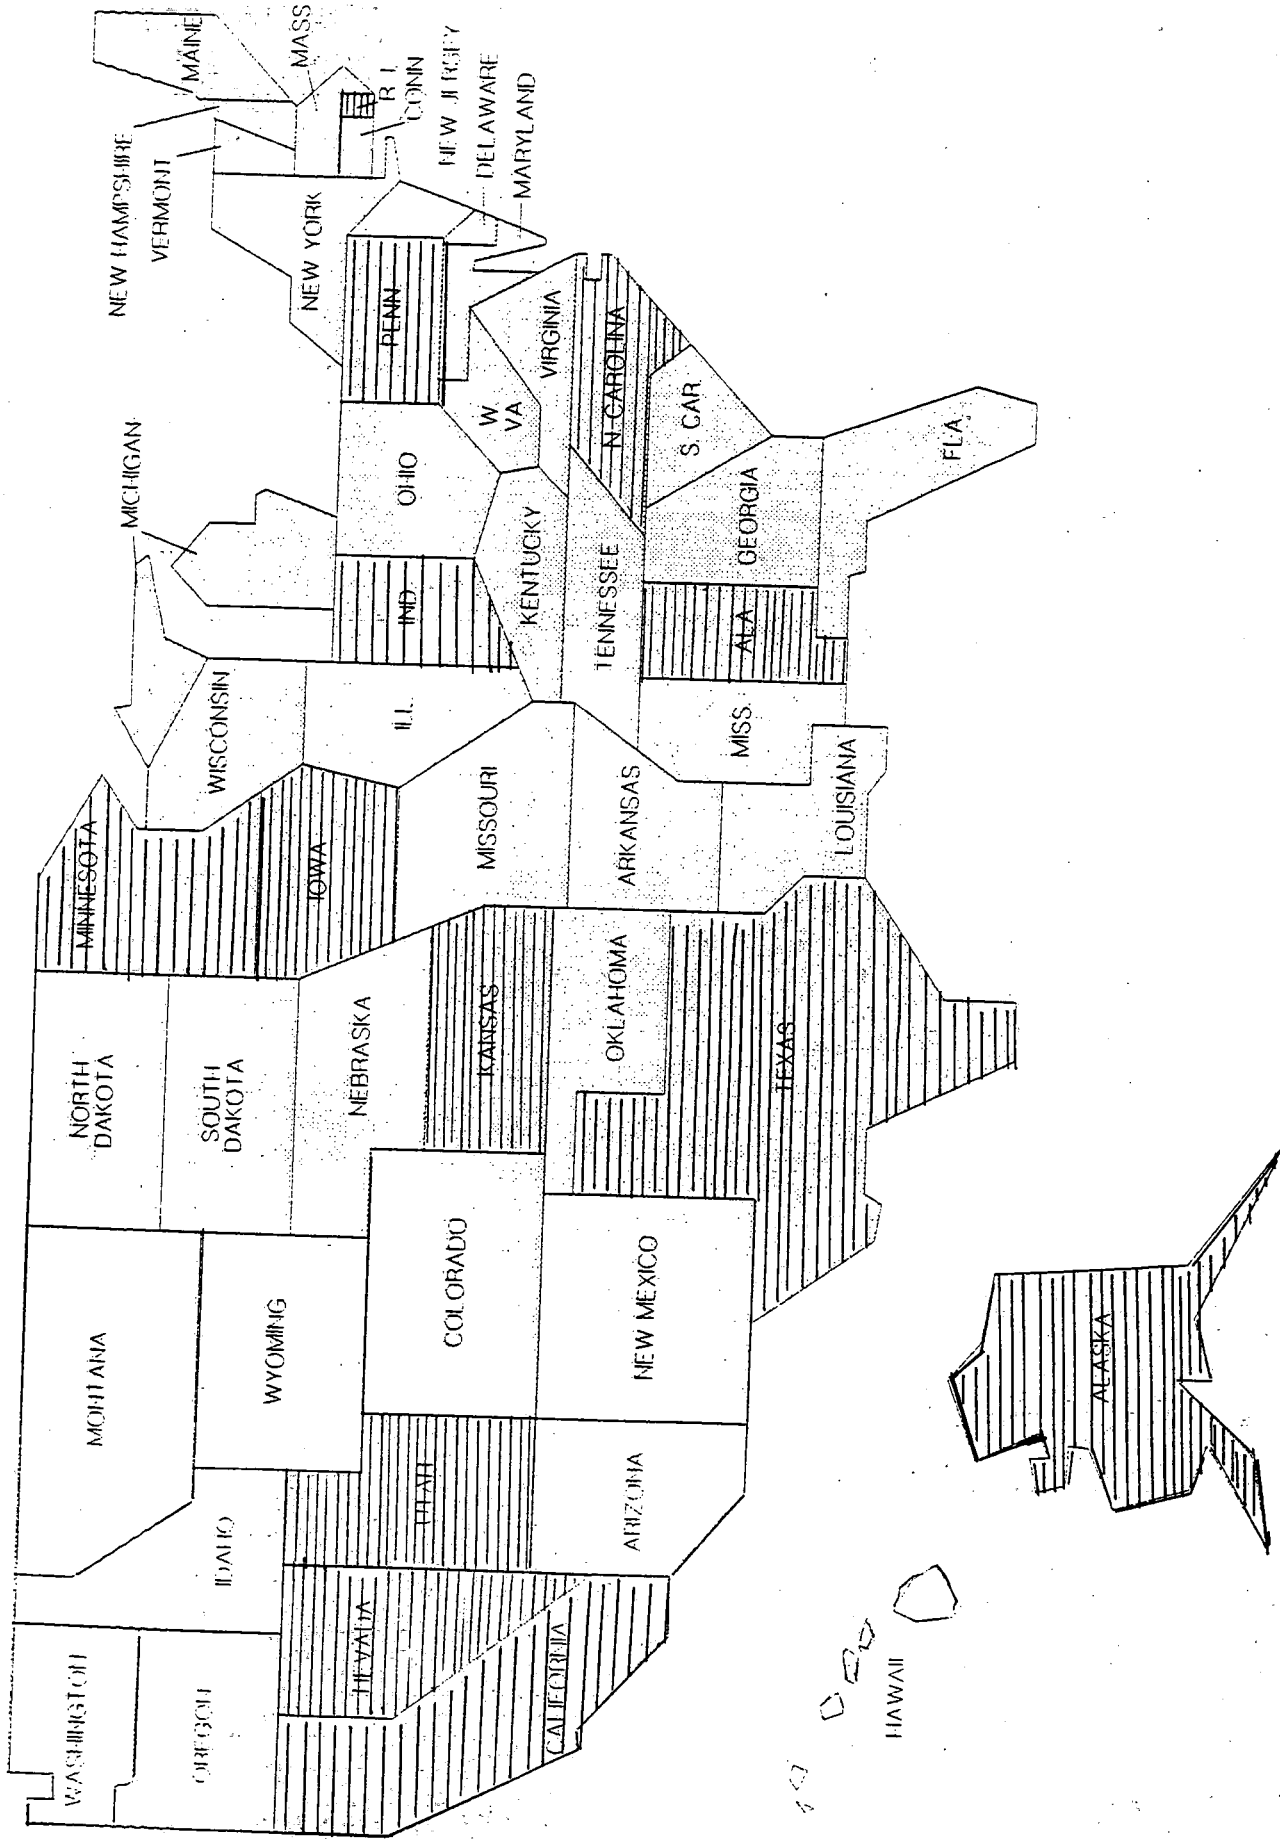 WASHINGTON
OREGON
CALIFORNIA
NEVADA
IDAHO
MONTANA
WYOMING
UTAH
ARIZONA
COLORADO
NEW MEXICO
NORTH
DAKOTA
SOUTH
DAKOTA
NEBRASKA
KANSAS
OKLAHOMA
TEXAS
MINNESOTA
IOWA
MISSOURI
ARKANSAS
LOUISIANA
WISCONSIN
ILL.
MICHIGAN
IND.
OHIO
KENTUCKY
TENNESSEE
MISS.
ALA
GEORGIA
FLA.
S. CAR.
N. CAROLINA
VIRGINIA
W.
VA
PENN
NEW YORK
VERMONT
NEW HAMPSHIRE
MAINE
MASS
R I
CONN
NEW JERSEY
DELAWARE
MARYLAND
ALASKA
HAWAII